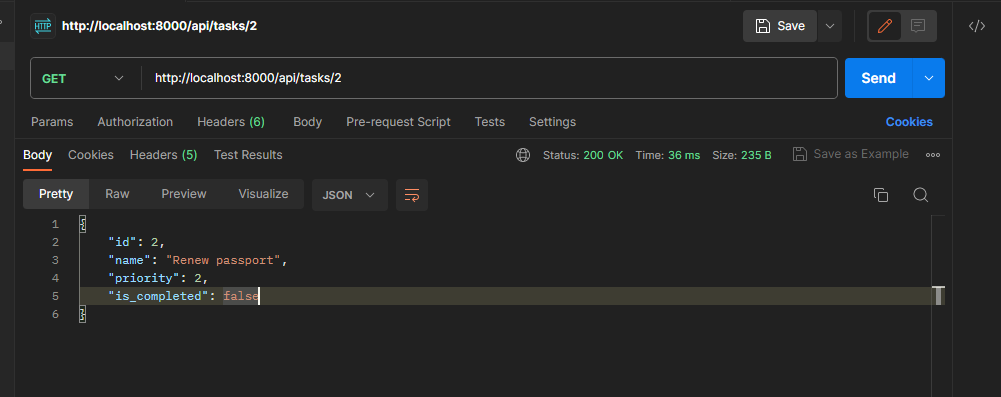 HTTP http://localhost:8000/api/tasks/2 Save </>
GET http://localhost:8000/api/tasks/2 Send
Params Authorization Headers (6) Body Pre-request Script Tests Settings Cookies
Body Cookies Headers (5) Test Results Status: 200 OK Time: 36 ms Size: 235 B Save as Example
Pretty Raw Preview Visualize JSON
1 {
2 "id": 2,
3 "name": "Renew passport",
4 "priority": 2,
5 "is_completed": false
6 }